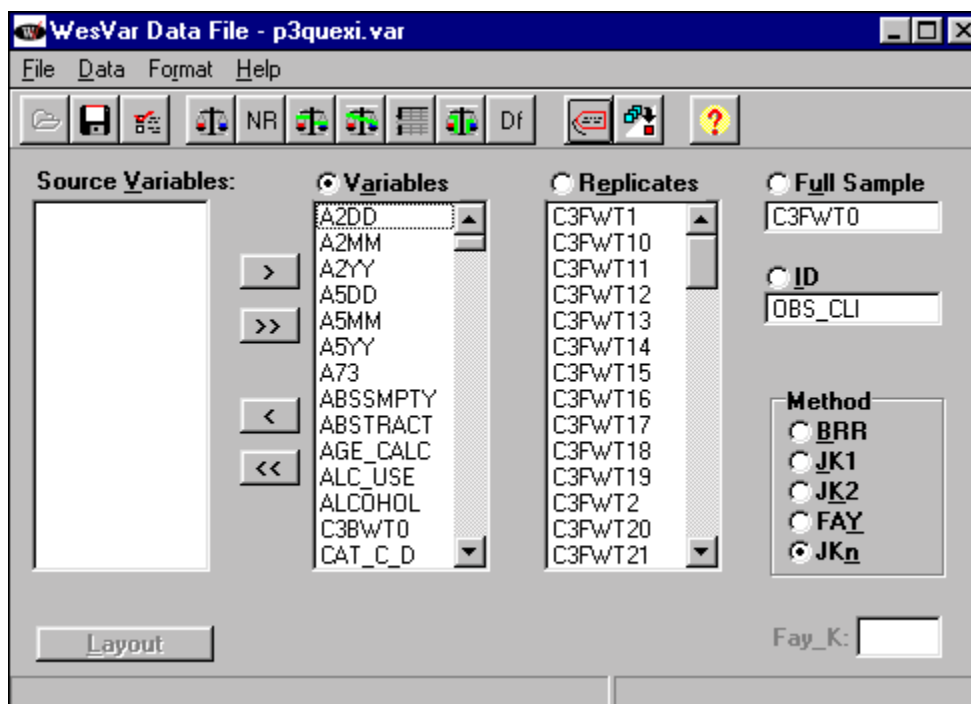 WesVar Data File - p3quexi.var
File Data Format Help
NR Df ?
Source Variables:
Variables
A2DD
A2MM
A2YY
A5DD
A5MM
A5YY
A73
ABSSMPTY
ABSTRACT
AGE_CALC
ALC_USE
ALCOHOL
C3BWT0
CAT_C_D
>
>>
<
<<
Replicates
C3FWT1
C3FWT10
C3FWT11
C3FWT12
C3FWT13
C3FWT14
C3FWT15
C3FWT16
C3FWT17
C3FWT18
C3FWT19
C3FWT2
C3FWT20
C3FWT21
Full Sample
C3FWT0
ID
OBS_CLI
Method
BRR
JK1
JK2
FAY
JKn
Layout
Fay_K: